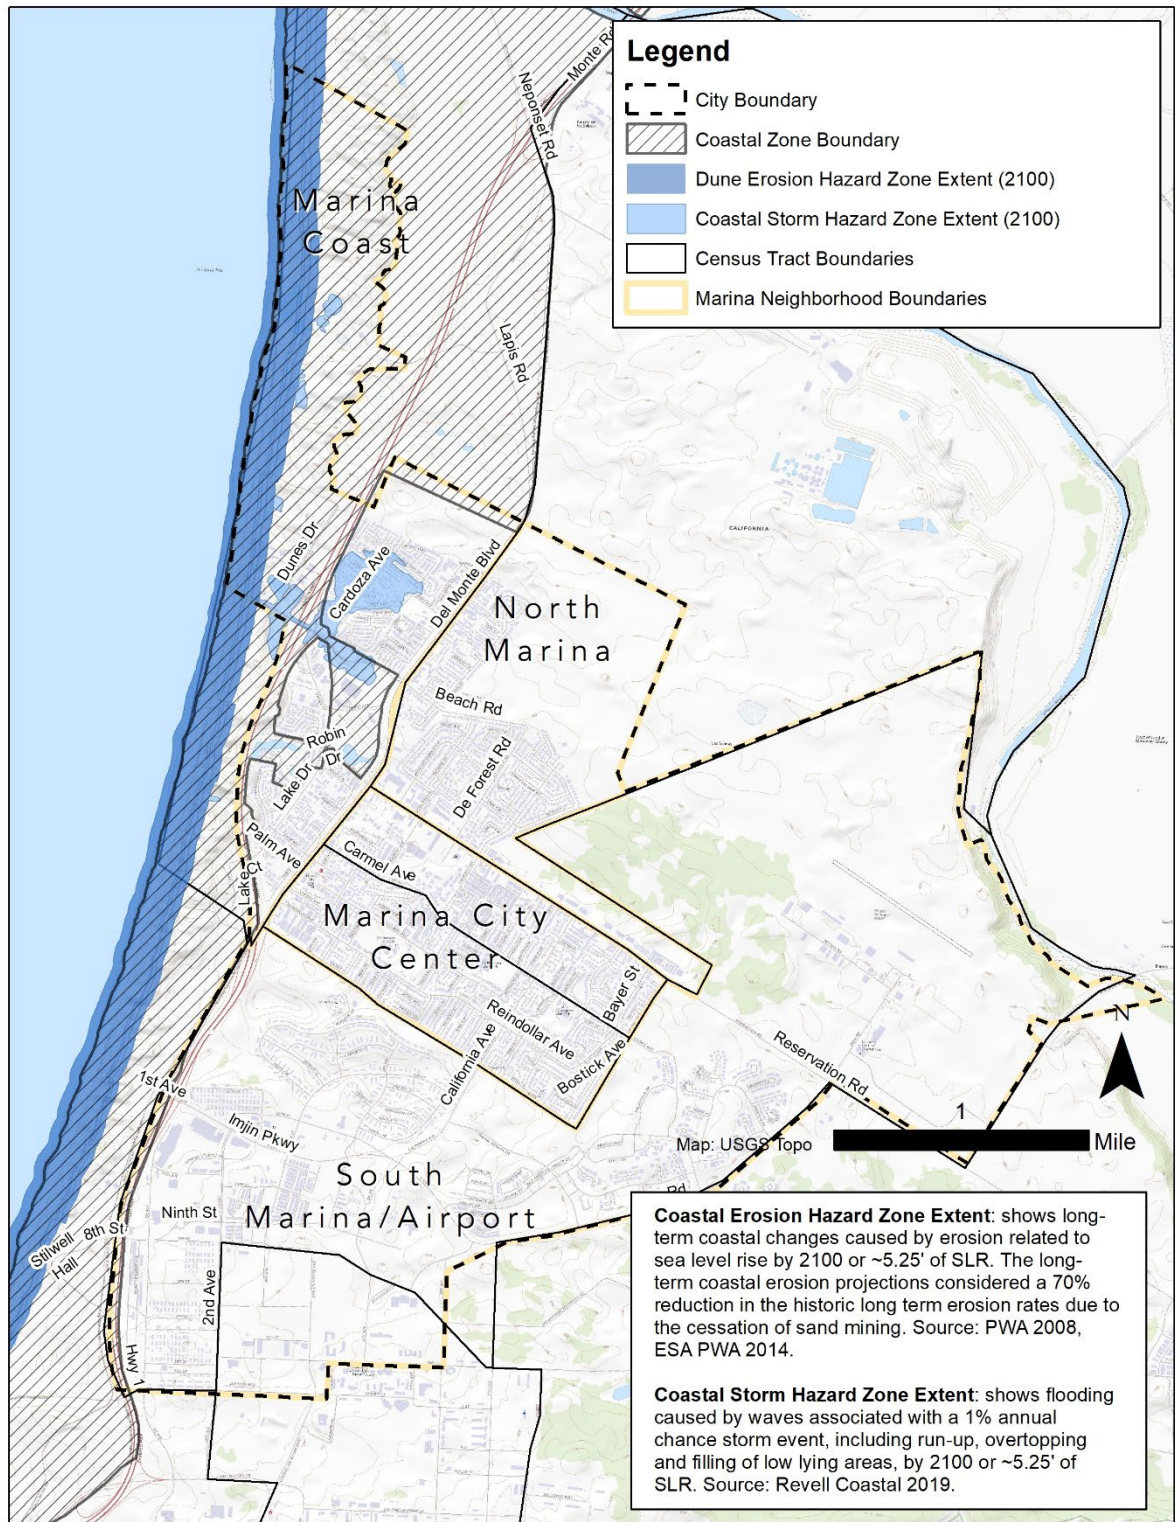 Legend
City Boundary
Coastal Zone Boundary
Dune Erosion Hazard Zone Extent (2100)
Coastal Storm Hazard Zone Extent (2100)
Census Tract Boundaries
Marina Neighborhood Boundaries
Monte Rd
Neponset Rd
Marina
Coast
Lapis Rd
CALIFORNIA
Dunes Dr
Cardoza Ave
Del Monte Blvd
North
Marina
Beach Rd
Robin
Dr
Lake Dr
De Forest Rd
Palm Ave
Lake Ct
Carmel Ave
Marina City
Center
Bayer St
Reindollar Ave
California Ave
Bostick Ave
Reservation Rd
N
1st Ave
Imjin Pkwy
1
Map: USGS Topo
Mile
South
Marina/Airport
Rd
Ninth St
8th St
Stilwell
Hall
2nd Ave
Hwy 1
Coastal Erosion Hazard Zone Extent: shows long-
term coastal changes caused by erosion related to
sea level rise by 2100 or ~5.25' of SLR. The long-
term coastal erosion projections considered a 70%
reduction in the historic long term erosion rates due to
the cessation of sand mining. Source: PWA 2008,
ESA PWA 2014.
Coastal Storm Hazard Zone Extent: shows flooding
caused by waves associated with a 1% annual
chance storm event, including run-up, overtopping
and filling of low lying areas, by 2100 or ~5.25' of
SLR. Source: Revell Coastal 2019.